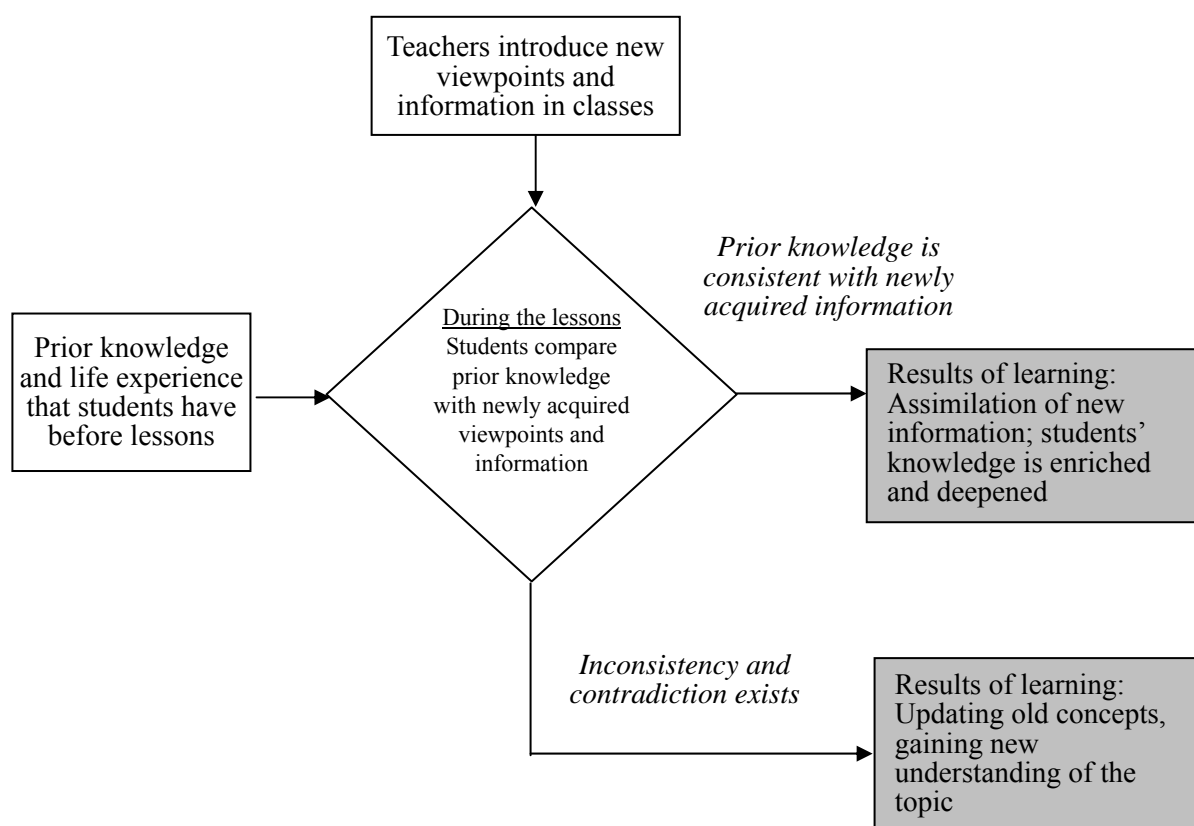 Teachers introduce new
viewpoints and
information in classes
Prior knowledge is
consistent with newly
acquired information
During the lessons
Students compare
prior knowledge
with newly acquired
viewpoints and
information
Prior knowledge
and life experience
that students have
before lessons
Results of learning:
Assimilation of new
information; students’
knowledge is enriched
and deepened
Inconsistency and
contradiction exists
Results of learning:
Updating old concepts,
gaining new
understanding of the
topic